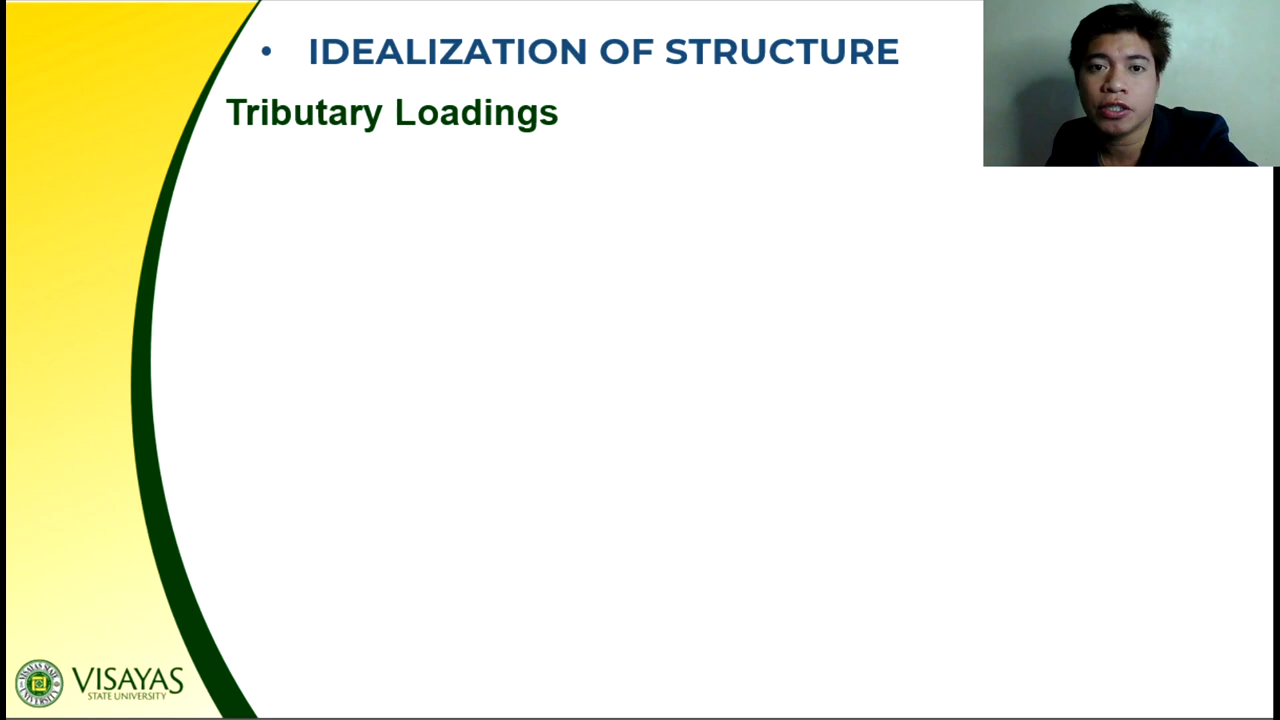 • IDEALIZATION OF STRUCTURE
Tributary Loadings
VISAYAS
STATE UNIVERSITY